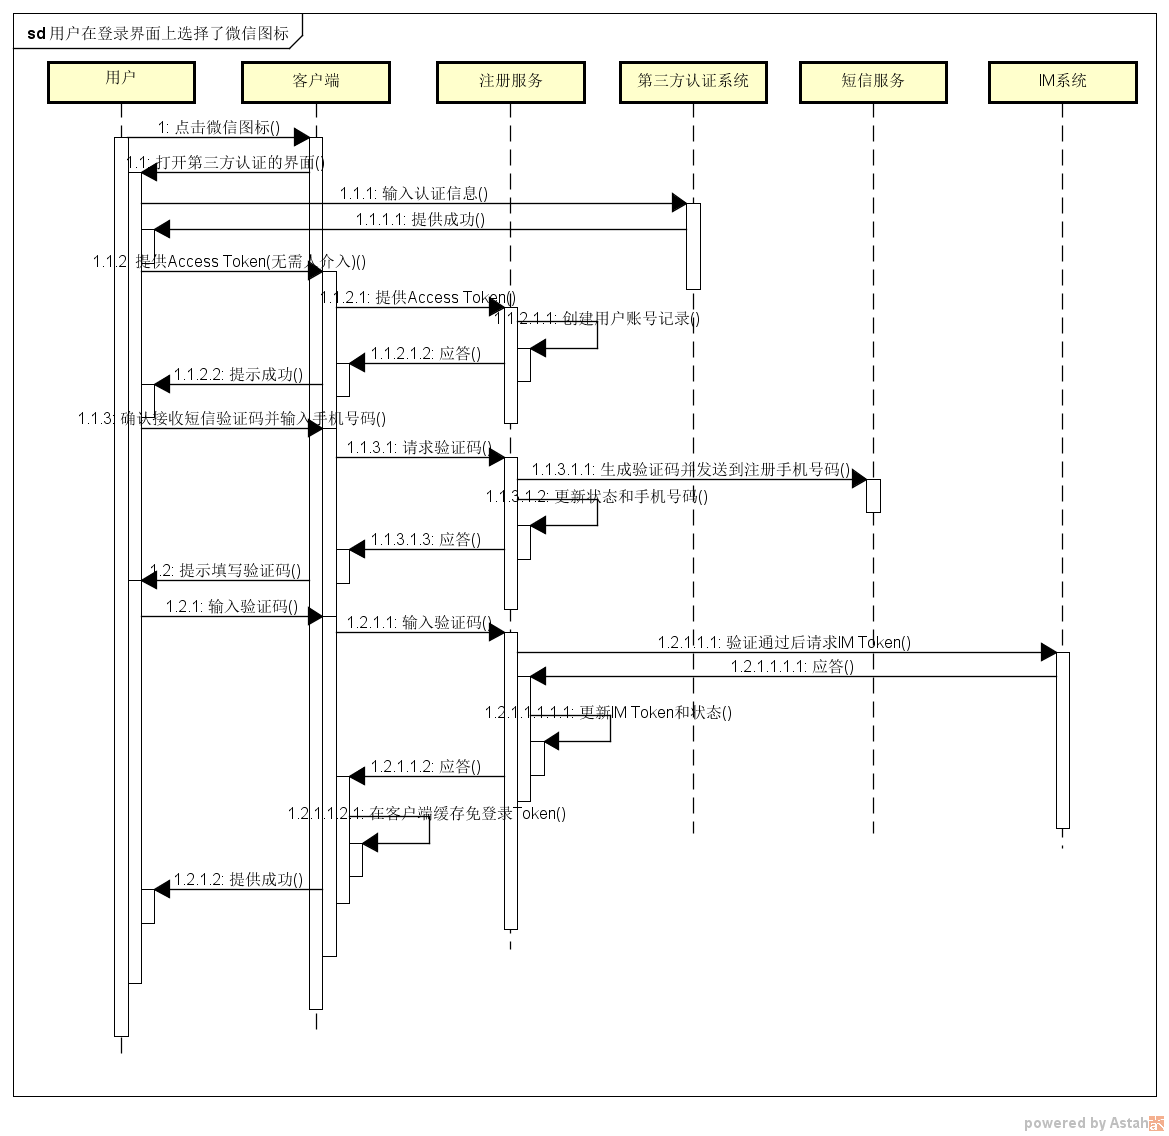 sd 用户在登录界面上选择了微信图标
用户
客户端
注册服务
第三方认证系统
短信服务
IM系统
1: 点击微信图标()
1.1: 打开第三方认证的界面()
1.1.1: 输入认证信息()
1.1.1.1: 提供成功()
1.1.2: 提供Access Token(无需人介入)()
1.1.2.1: 提供Access Token()
1.1.2.1.1: 创建用户账号记录()
1.1.2.1.2: 应答()
1.1.2.2: 提示成功()
1.1.3: 确认接收短信验证码并输入手机号码()
1.1.3.1: 请求验证码()
1.1.3.1.1: 生成验证码并发送到注册手机号码()
1.1.3.1.2: 更新状态和手机号码()
1.1.3.1.3: 应答()
1.2: 提示填写验证码()
1.2.1: 输入验证码()
1.2.1.1: 输入验证码()
1.2.1.1.1: 验证通过后请求IM Token()
1.2.1.1.1.1: 应答()
1.2.1.1.1.1.1: 更新IM Token和状态()
1.2.1.1.2: 应答()
1.2.1.1.2.1: 在客户端缓存免登录Token()
1.2.1.2: 提供成功()
powered by Astah